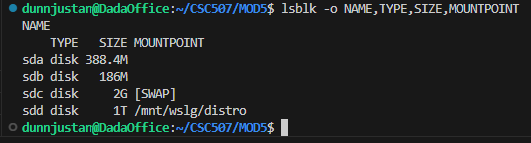 dunnjustan@DadaOffice:~/CSC507/MOD5$ lsblk -o NAME,TYPE,SIZE,MOUNTPOINT
NAME
    TYPE   SIZE MOUNTPOINT
sda disk 388.4M
sdb disk   186M
sdc disk     2G [SWAP]
sdd disk     1T /mnt/wslg/distro
dunnjustan@DadaOffice:~/CSC507/MOD5$